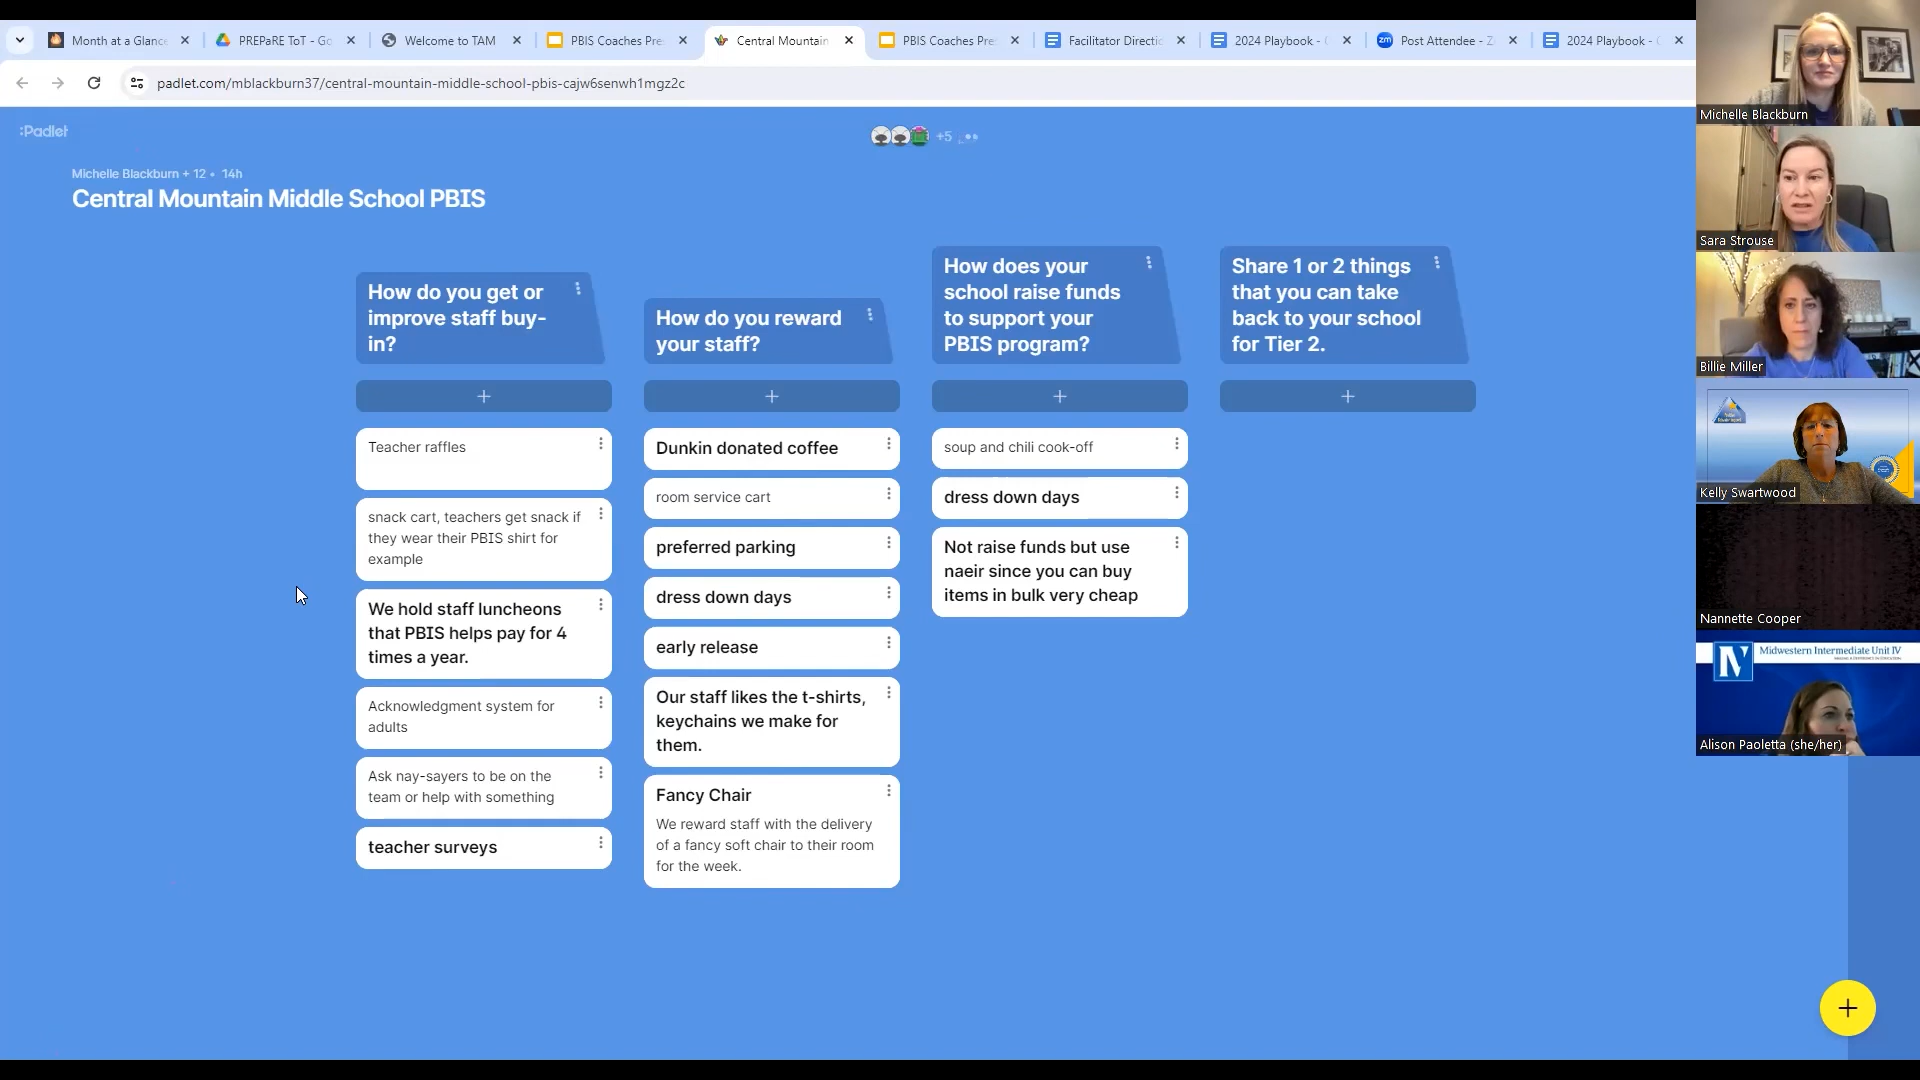 Month at a Glanc
PREPaRE ToT - Go
Welcome to TAM
PBIS Coaches Pre
Central Mountain
PBIS Coaches Pre
Facilitator Directio
2024 Playbook -
zm
Post Attendee - Z
2024 Playbook -
padlet.com/mblackburn37/central-mountain-middle-school-pbis-cajw6senwh1mgz2c
:Padlet
+5
Michelle Blackburn + 12 • 14h
Central Mountain Middle School PBIS
How do you get or
improve staff buy-
in?
Teacher raffles
snack cart, teachers get snack if
they wear their PBIS shirt for
example
We hold staff luncheons
that PBIS helps pay for 4
times a year.
Acknowledgment system for
adults
Ask nay-sayers to be on the
team or help with something
teacher surveys
How do you reward
your staff?
Dunkin donated coffee
room service cart
preferred parking
dress down days
early release
Our staff likes the t-shirts,
keychains we make for
them.
Fancy Chair
We reward staff with the delivery
of a fancy soft chair to their room
for the week.
How does your
school raise funds
to support your
PBIS program?
soup and chili cook-off
dress down days
Not raise funds but use
naeir since you can buy
items in bulk very cheap
Share 1 or 2 things
that you can take
back to your school
for Tier 2.
Michelle Blackburn
Sara Strouse
Billie Miller
Kelly Swartwood
Nannette Cooper
Midwestern Intermediate Unit IV
Alison Paoletta (she/her)